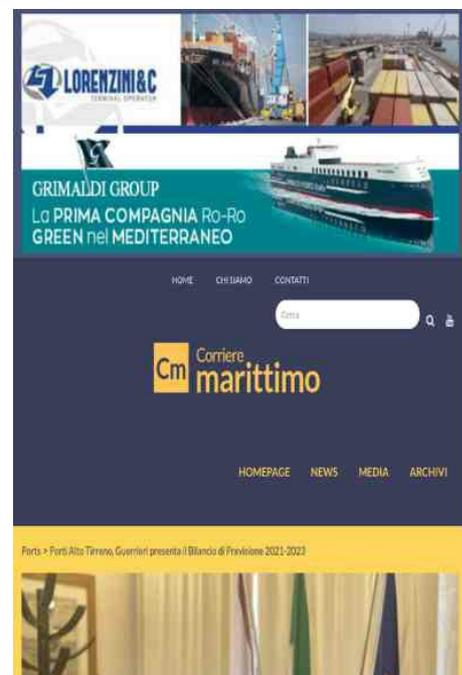 LORENZINI & C
TERMINAL OPERATOR
GRIMALDI GROUP
La PRIMA COMPAGNIA Ro-Ro
GREEN nel MEDITERRANEO
HOME CHI SIAMO CONTATTI
Cerca
Cm Corriere
marittimo
HOMEPAGE NEWS MEDIA ARCHIVI
Ports > Porti Alto Tirreno, Guerrieri presenta il Bilancio di Previsione 2021-2023